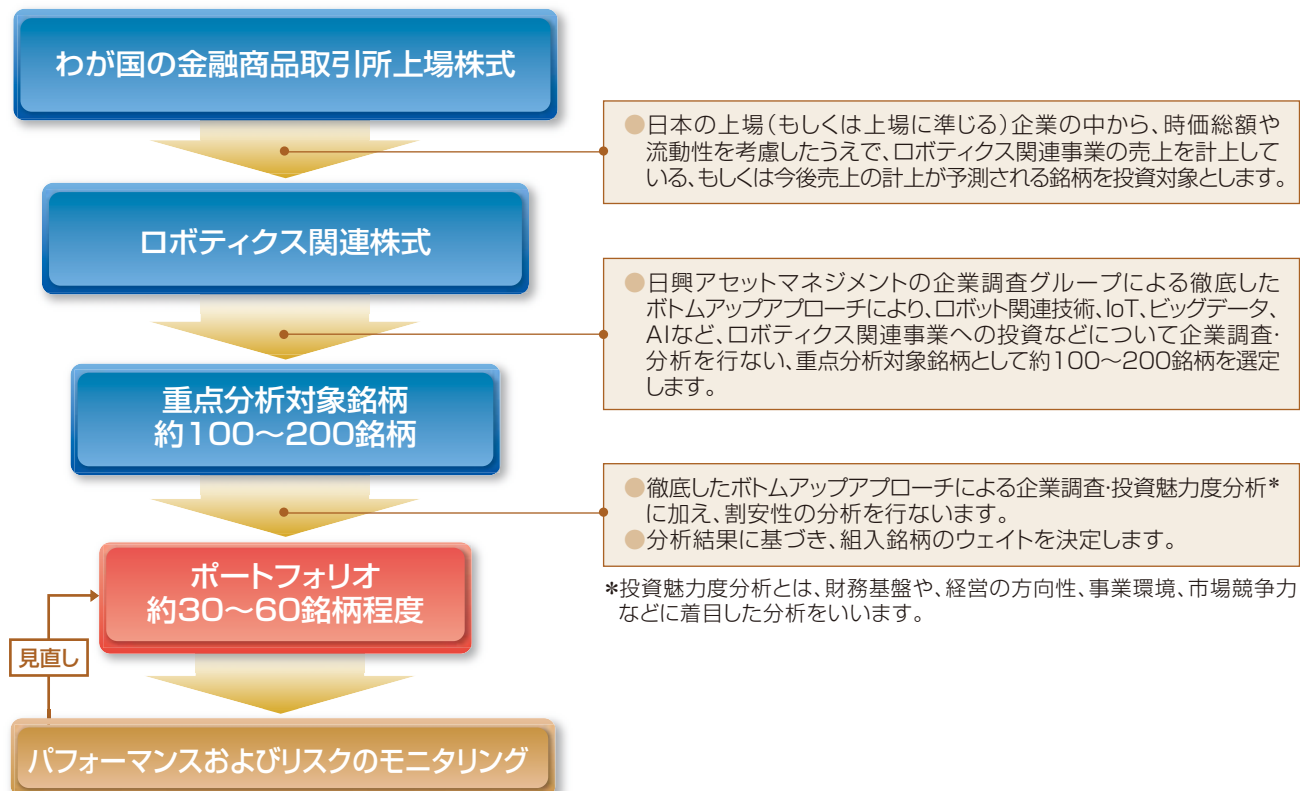 わが国の金融商品取引所上場株式
●日本の上場(もしくは上場に準じる)企業の中から、時価総額や
流動性を考慮したうえで、ロボティクス関連事業の売上を計上して
いる、もしくは今後売上の計上が予測される銘柄を投資対象とします。
ロボティクス関連株式
●日興アセットマネジメントの企業調査グループによる徹底した
ボトムアップアプローチにより、ロボット関連技術、IoT、ビッグデータ、
AIなど、ロボティクス関連事業への投資などについて企業調査・
分析を行ない、重点分析対象銘柄として約100～200銘柄を選定
します。
重点分析対象銘柄
約100～200銘柄
●徹底したボトムアップアプローチによる企業調査・投資魅力度分析*
に加え、割安性の分析を行ないます。
●分析結果に基づき、組入銘柄のウェイトを決定します。
*投資魅力度分析とは、財務基盤や、経営の方向性、事業環境、市場競争力
などに着目した分析をいいます。
ポートフォリオ
約30～60銘柄程度
見直し
パフォーマンスおよびリスクのモニタリング